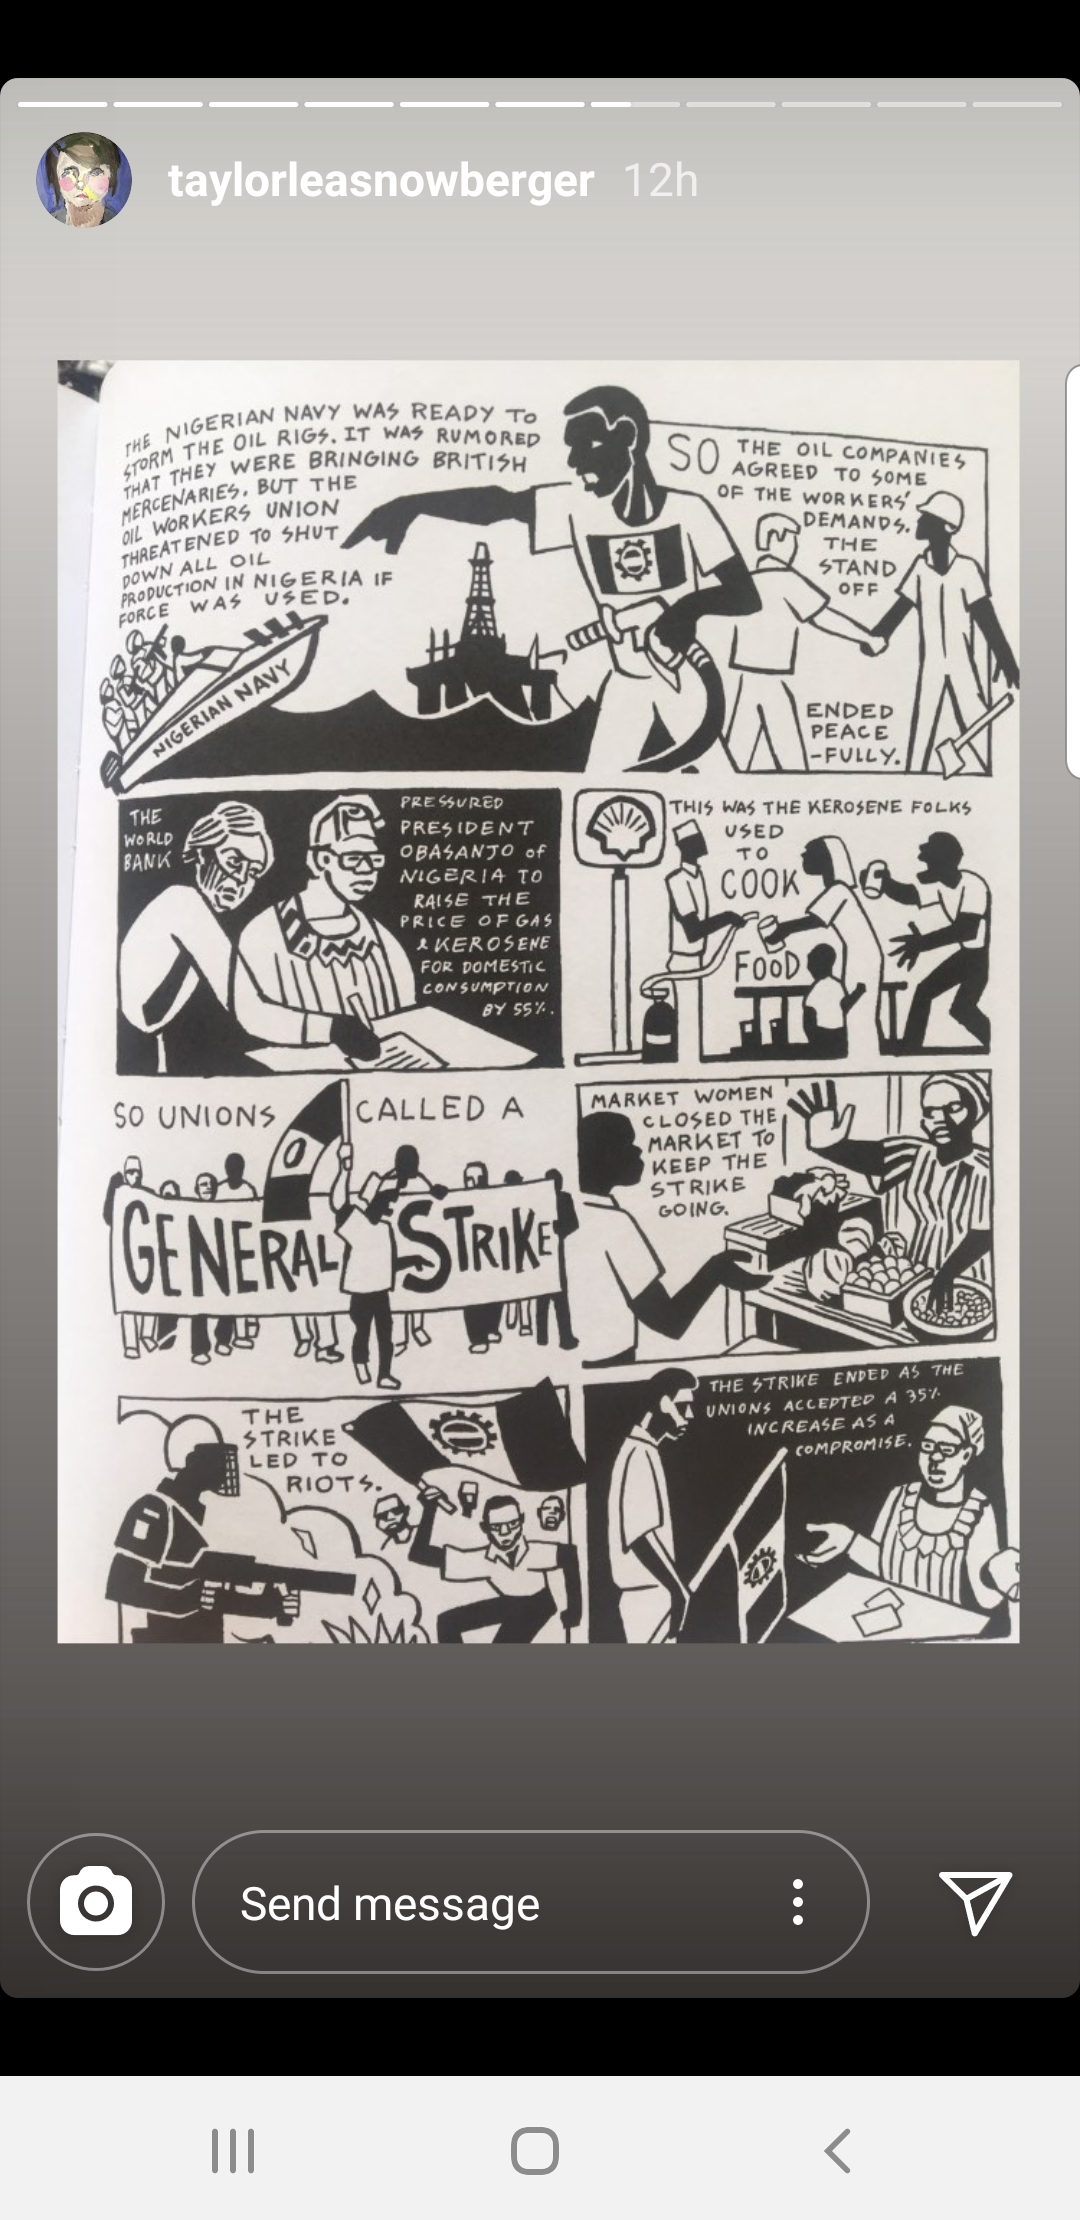 taylorleasnowberger 12h
THE NIGERIAN NAVY WAS READY TO
STORM THE OIL RIGS. IT WAS RUMORED
THAT THEY WERE BRINGING BRITISH
MERCENARIES. BUT THE
OIL WORKERS UNION
THREATENED TO SHUT
DOWN ALL OIL
PRODUCTION IN NIGERIA IF
FORCE WAS USED.
NIGERIAN NAVY
SO THE OIL COMPANIES
AGREED TO SOME
OF THE WORKERS'
DEMANDS.
THE
STAND
OFF
ENDED
PEACE
-FULLY.
THE
WORLD
BANK
PRESSURED
PRESIDENT
OBASANJO of
NIGERIA TO
RAISE THE
PRICE OF GAS
& KEROSENE
FOR DOMESTIC
CONSUMPTION
BY 55%.
THIS WAS THE KEROSENE FOLKS
USED
TO
COOK
FOOD
SO UNIONS CALLED A
GENERAL STRIKE
MARKET WOMEN
CLOSED THE
MARKET TO
KEEP THE
STRIKE
GOING.
THE
STRIKE
LED TO
RIOTS.
THE STRIKE ENDED AS THE
UNIONS ACCEPTED A 35%
INCREASE AS A
COMPROMISE.
Send message